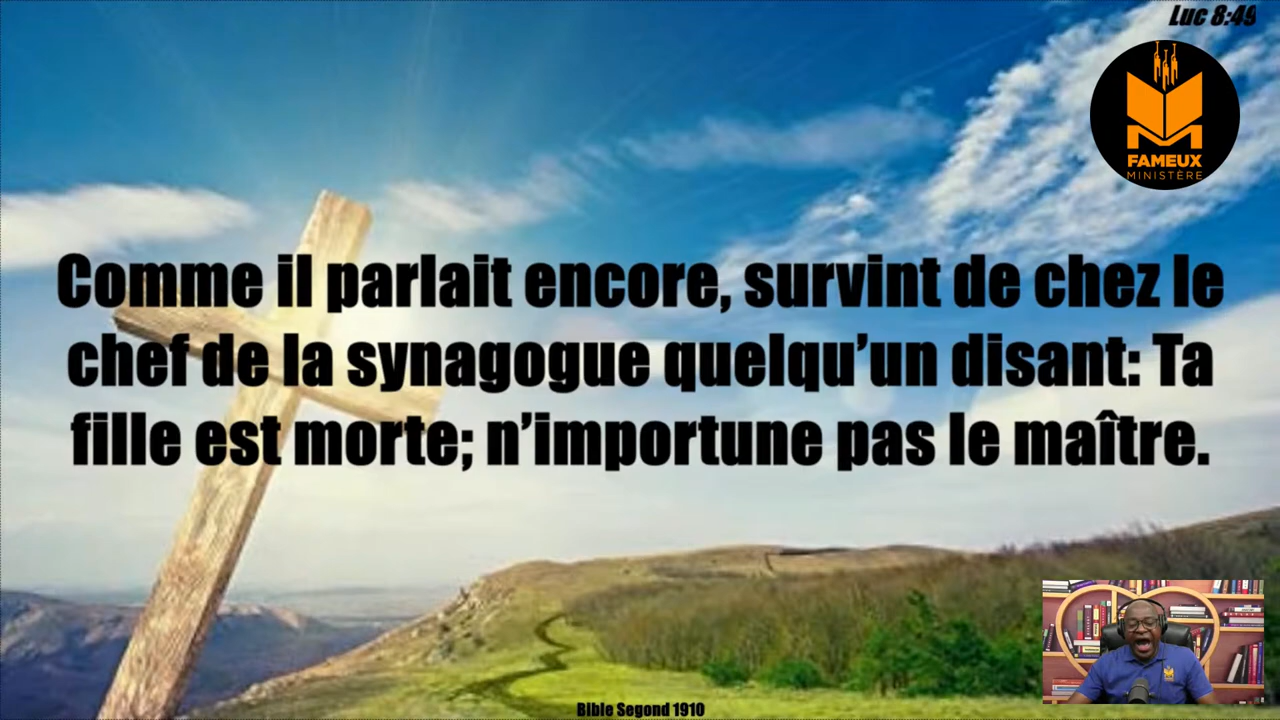 Luc 8:49
FAMEUX
MINISTÈRE
Comme il parlait encore, survint de chez le
chef de la synagogue quelqu’un disant: Ta
fille est morte; n’importune pas le maître.
Bible Segond 1910